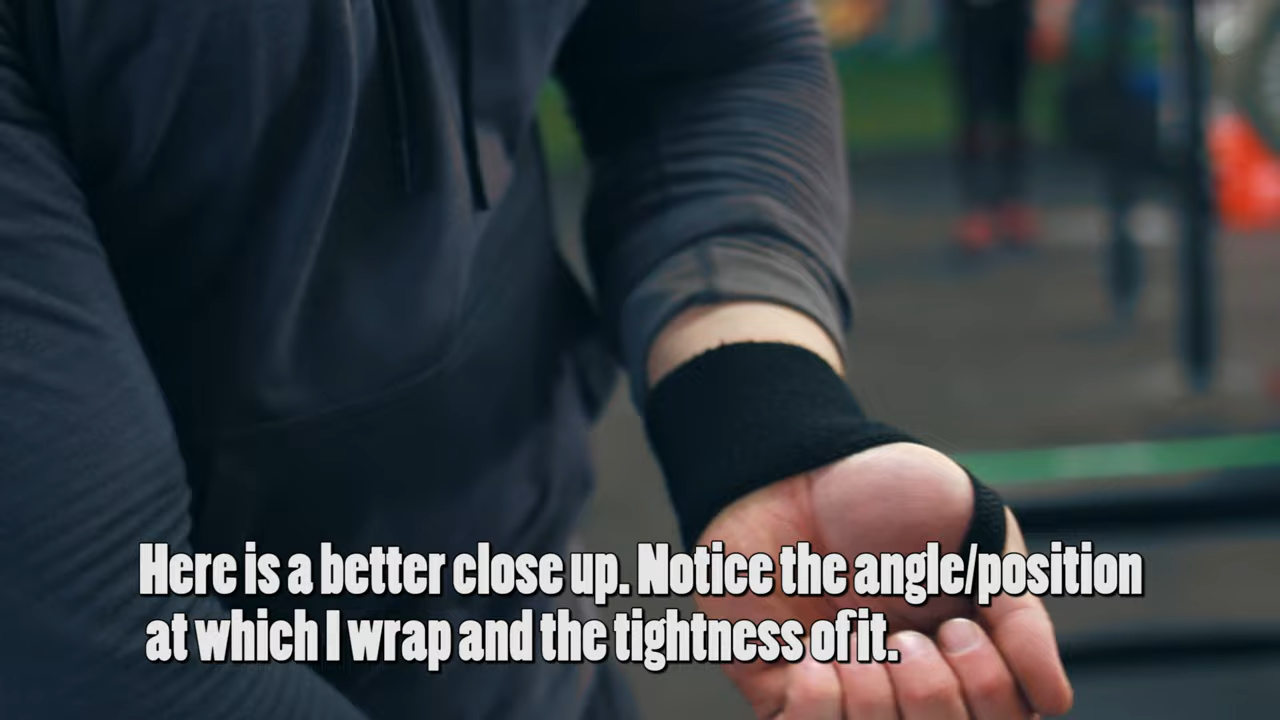 Here is a better close up. Notice the angle/position
at which I wrap and the tightness of it.